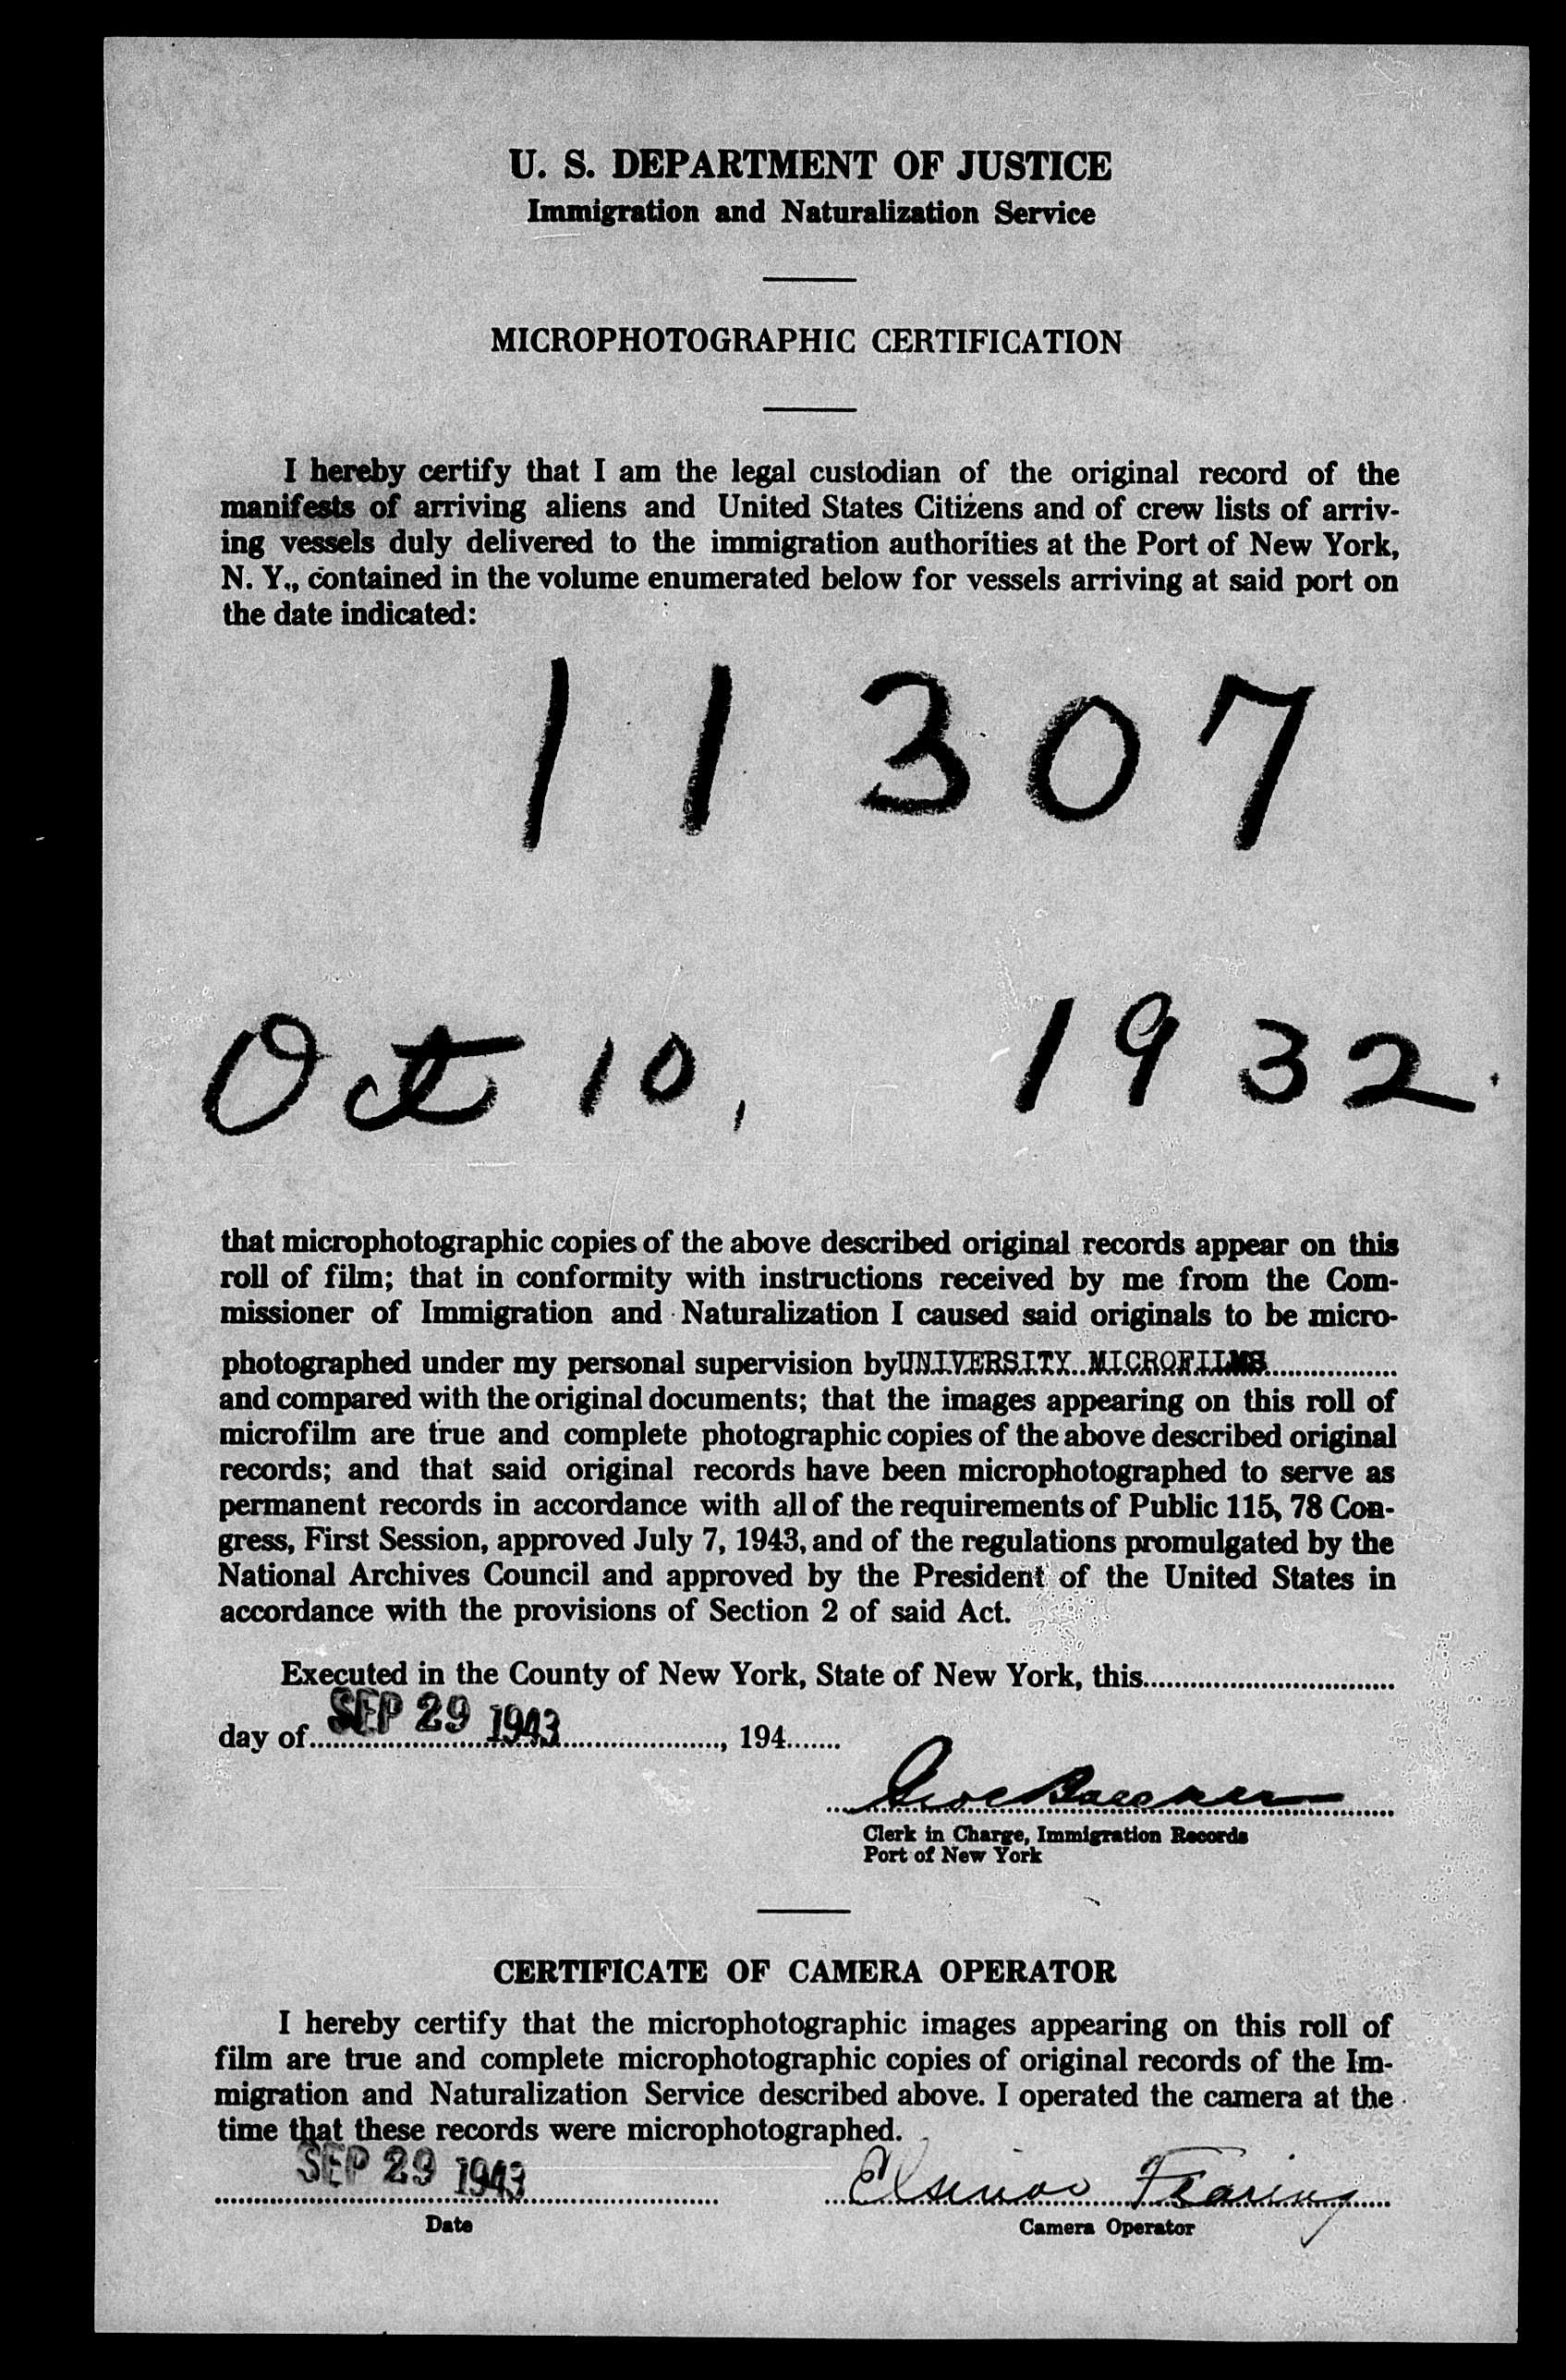 U. S. DEPARTMENT OF JUSTICE
Immigration and Naturalization Service
MICROPHOTOGRAPHIC CERTIFICATION
I hereby certify that I am the legal custodian of the original record of the
manifests of arriving aliens and United States Citizens and of crew lists of arriv-
ing vessels duly delivered to the immigration authorities at the Port of New York,
N. Y., contained in the volume enumerated below for vessels arriving at said port on
the date indicated:
11307
Oct 10, 1932.
that microphotographic copies of the above described original records appear on this
roll of film; that in conformity with instructions received by me from the Com-
missioner of Immigration and Naturalization I caused said originals to be micro-
photographed under my personal supervision by UNIVERSITY MICROFILMS
and compared with the original documents; that the images appearing on this roll of
microfilm are true and complete photographic copies of the above described original
records; and that said original records have been microphotographed to serve as
permanent records in accordance with all of the requirements of Public 115, 78 Con-
gress, First Session, approved July 7, 1943, and of the regulations promulgated by the
National Archives Council and approved by the President of the United States in
accordance with the provisions of Section 2 of said Act.
Executed in the County of New York, State of New York, this
day of SEP 29 1943, 194
Clerk in Charge, Immigration Records
Port of New York
CERTIFICATE OF CAMERA OPERATOR
I hereby certify that the microphotographic images appearing on this roll of
film are true and complete microphotographic copies of original records of the Im-
migration and Naturalization Service described above. I operated the camera at the
time that these records were microphotographed.
SEP 29 1943
Date
Camera Operator